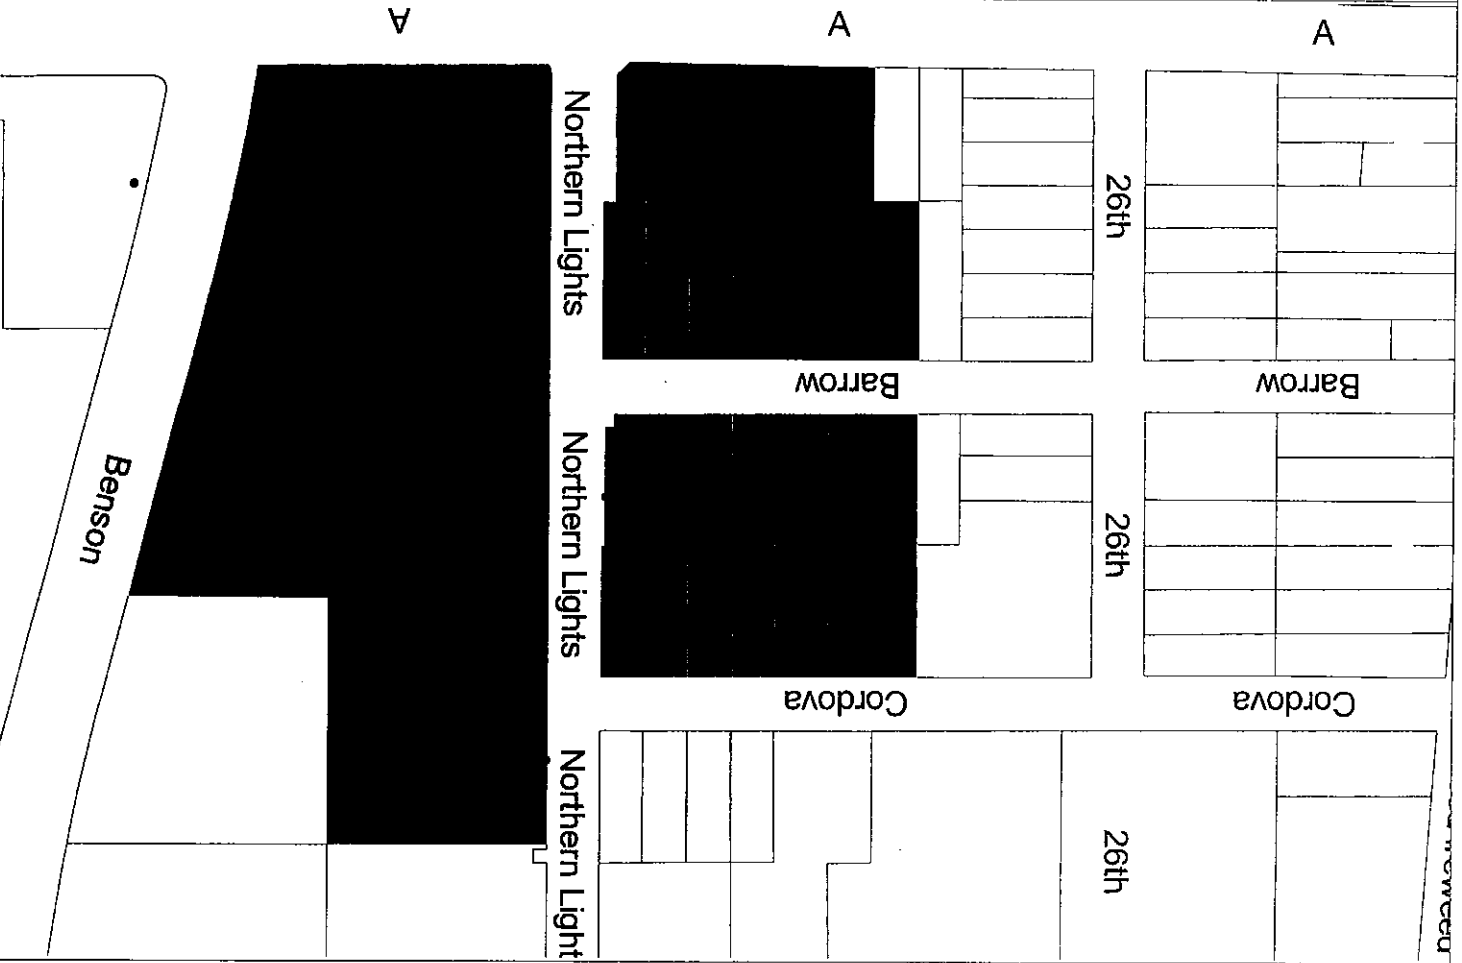 A
A
A
Northern Lights
26th
Barrow
Barrow
Benson
Northern Lights
26th
Cordova
Cordova
Northern Light
26th